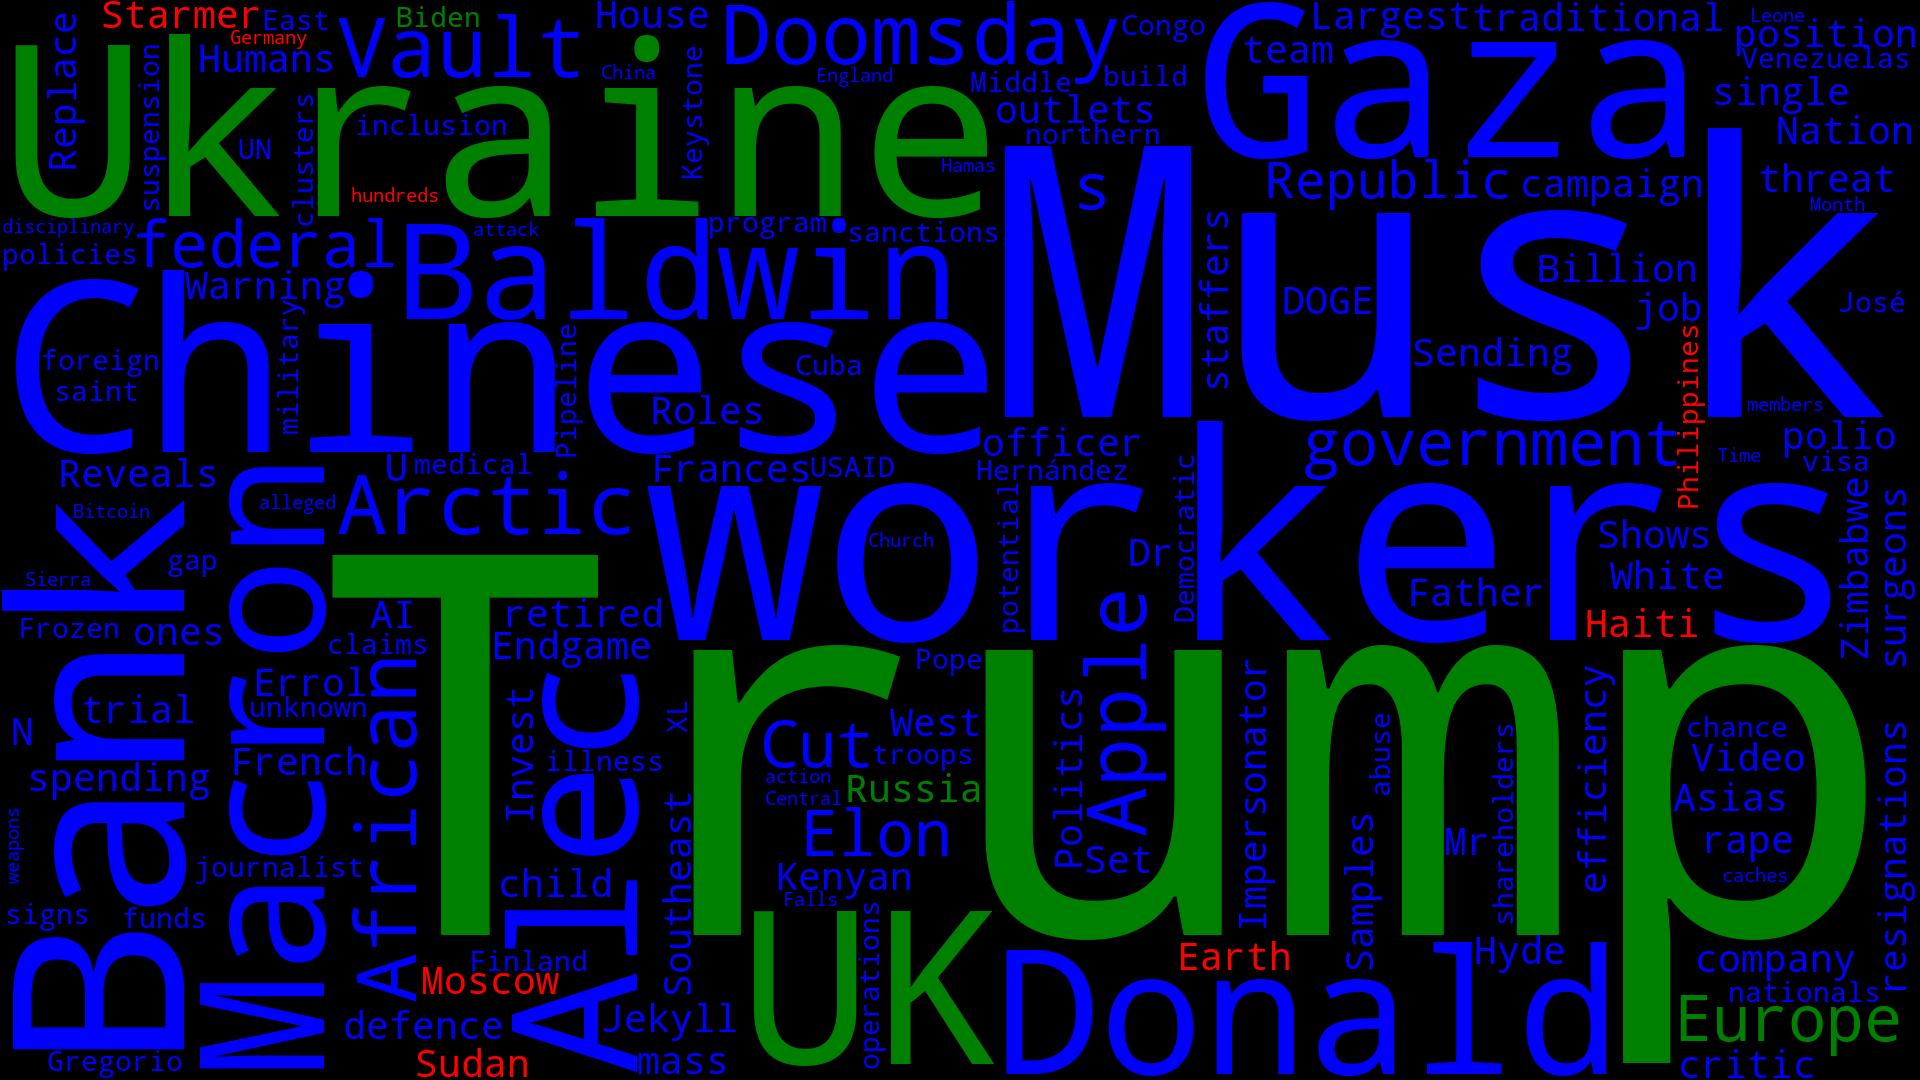 Starmer
East
Biden
House
Doomsday
Congo
Largest
traditional
Leone
position
Germany
Humans
Vault
Replace
Ukraine
suspension
China
Keystone
England
Middle
build
team
Gaza
Venezuelas
single
outlets
northern
Nation
clusters
inclusion
UN
Hamas
hundreds
s
Republic
campaign
threat
Month
disciplinary
policies
federal
Baldwin
attack
program
sanctions
Musk
staffers
DOGE
Billion
job
José
Warning
Chinese
military
foreign
saint
Pipeline
Cuba
Roles
Sending
Philippines
members
officer
government
polio
Time
visa
Reveals
U
medical
Frances
USAID
Hernández
Bitcoin
alleged
Arctic
workers
Church
potential
Dr
Democratic
Shows
White
Father
Haiti
Zimbabwe
surgeons
gap
Sierra
Frozen
ones
Bank
Macron
AI
claims
retired
Endgame
Trump
Pope
Apple
Errol
unknown
trial
N
African
Invest
Alec
illness
XL
Cut
West
troops
action
Central
Russia
Politics
Impersonator
abuse
shareholders
efficiency
chance
Video
Asias
rape
caches
resignations
French
spending
weapons
journalist
Elon
Set
Mr
Samples
signs
funds
child
Southeast
Kenyan
Falls
UK
operations
Finland
Moscow
Earth
Hyde
Donald
company
nationals
Europe
critic
defence
Jekyll
Gregorio
Sudan
mass